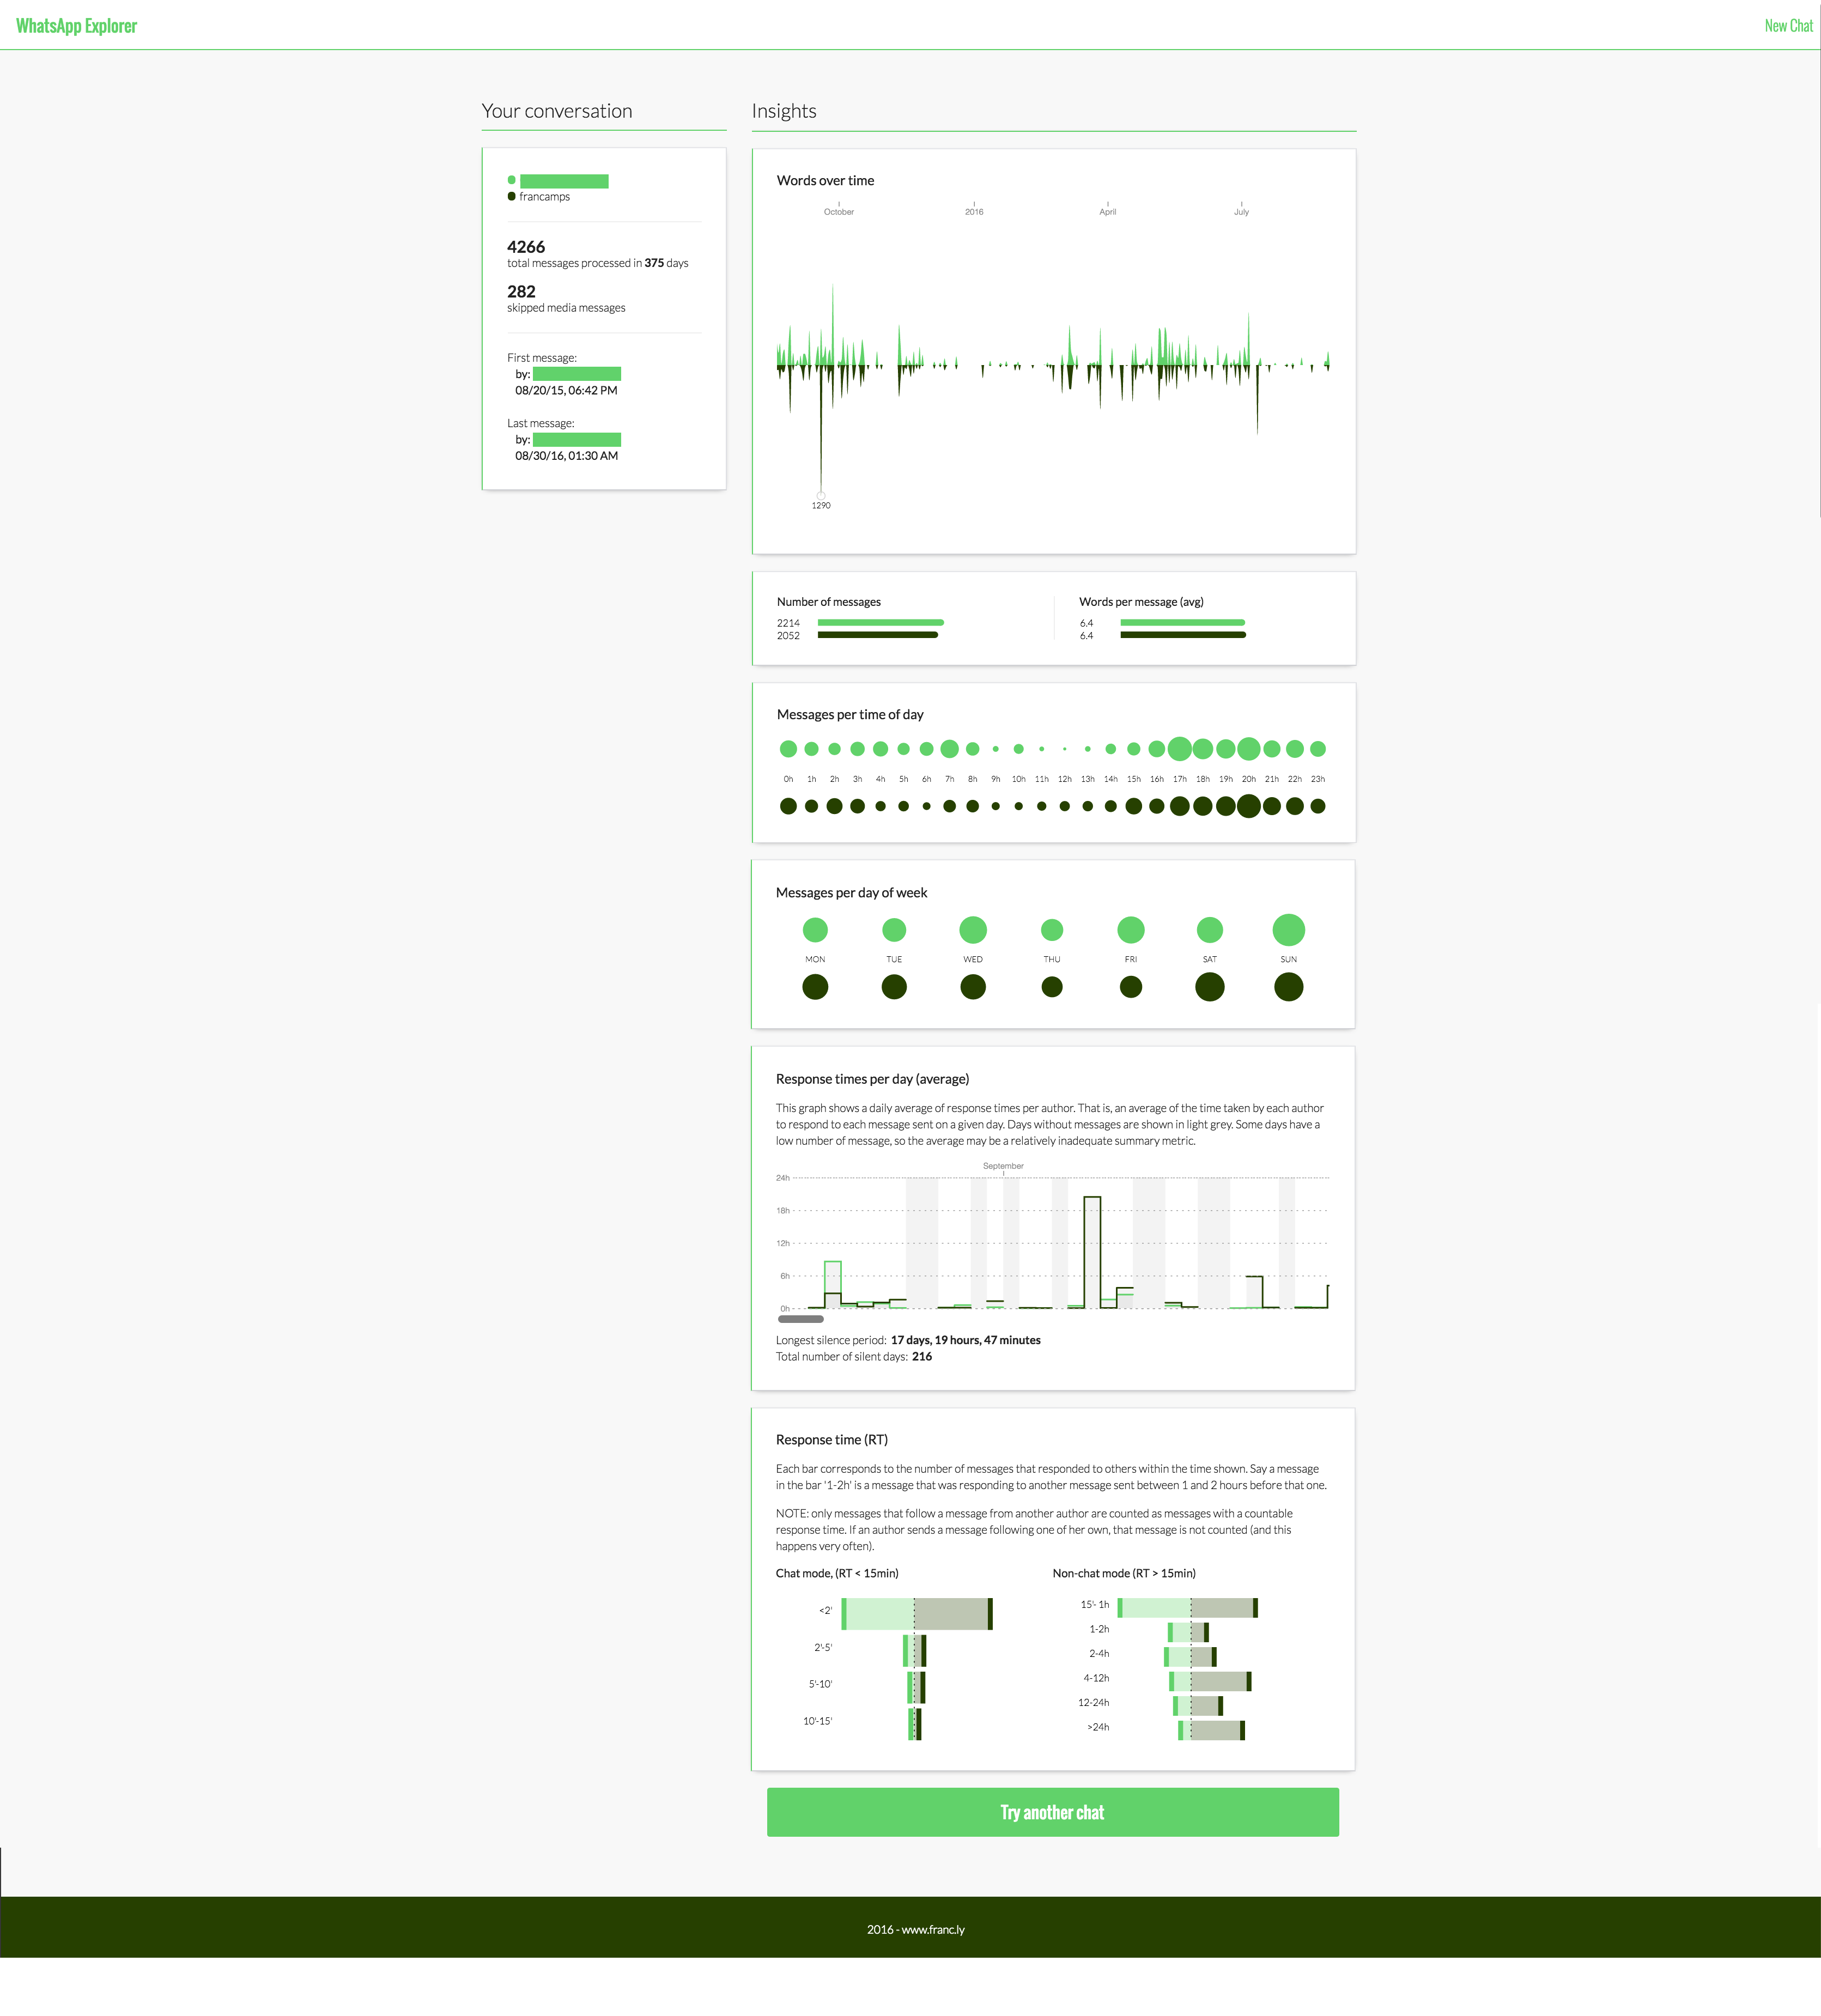 WhatsApp Explorer
New Chat
Your conversation
francamps
4266
total messages processed in 375 days
282
skipped media messages
First message:
by:
08/20/15, 06:42 PM
Last message:
by:
08/30/16, 01:30 AM
Insights
Words over time
October 2016 April July
1290
Number of messages
2214
2052
Words per message (avg)
6.4
6.4
Messages per time of day
0h 1h 2h 3h 4h 5h 6h 7h 8h 9h 10h 11h 12h 13h 14h 15h 16h 17h 18h 19h 20h 21h 22h 23h
Messages per day of week
MON TUE WED THU FRI SAT SUN
Response times per day (average)
This graph shows a daily average of response times per author. That is, an average of the time taken by each author
to respond to each message sent on a given day. Days without messages are shown in light grey. Some days have a
low number of message, so the average may be a relatively inadequate summary metric.
September
24h
18h
12h
6h
0h
Longest silence period: 17 days, 19 hours, 47 minutes
Total number of silent days: 216
Response time (RT)
Each bar corresponds to the number of messages that responded to others within the time shown. Say a message
in the bar '1-2h' is a message that was responding to another message sent between 1 and 2 hours before that one.
NOTE: only messages that follow a message from another author are counted as messages with a countable
response time. If an author sends a message following one of her own, that message is not counted (and this
happens very often).
Chat mode, (RT < 15min)
<2'
2'-5'
5'-10'
10'-15'
Non-chat mode (RT > 15min)
15'- 1h
1-2h
2-4h
4-12h
12-24h
>24h
Try another chat
2016 - www.franc.ly